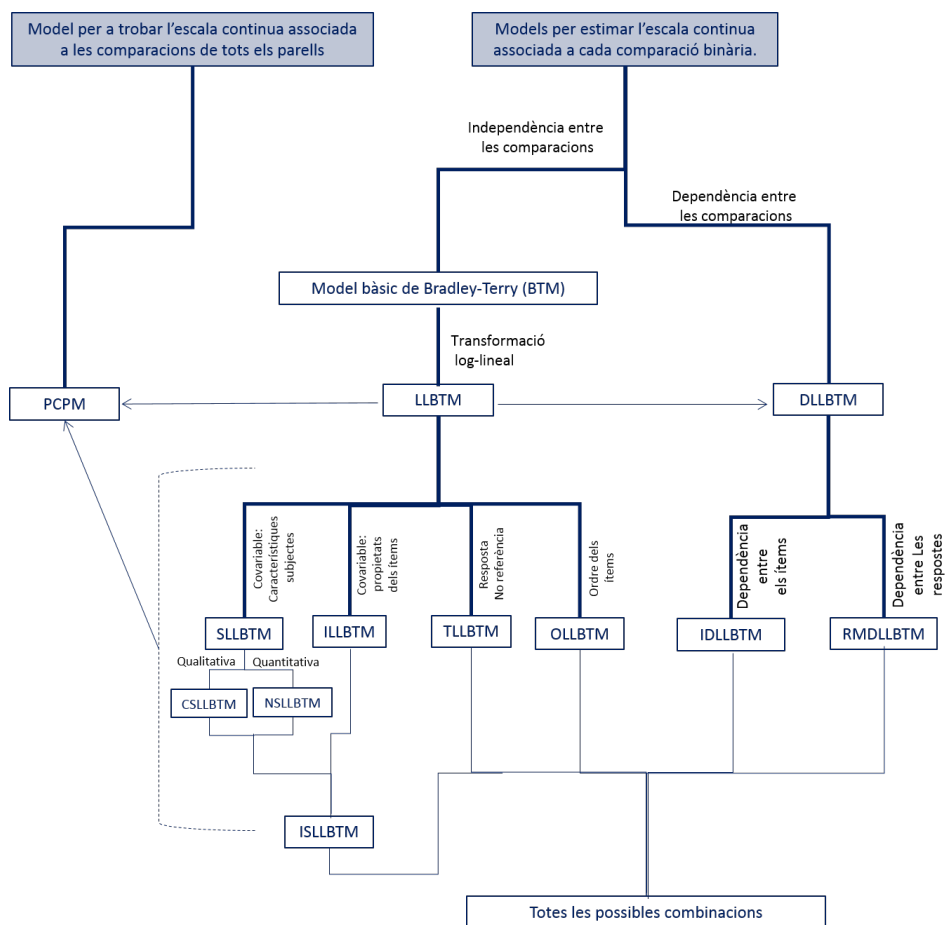 Model per a trobar l’escala continua associada
a les comparacions de tots els parells
Models per estimar l’escala continua
associada a cada comparació binària.
Independència entre
les comparacions
Dependència entre
les comparacions
Model bàsic de Bradley-Terry (BTM)
Transformació
log-lineal
PCPM
LLBTM
DLLBTM
Covariable:
Característiques
subjectes
Covariable:
propietats
dels ítems
Resposta
No referència
Ordre dels
ítems
Dependència
entre
els ítems
Dependència
entre Les
respostes
SLLBTM
ILLBTM
TLLBTM
OLLBTM
IDLLBTM
RMDLLBTM
Qualitativa
Quantitativa
CSLLBTM
NSLLBTM
ISLLBTM
Totes les possibles combinacions